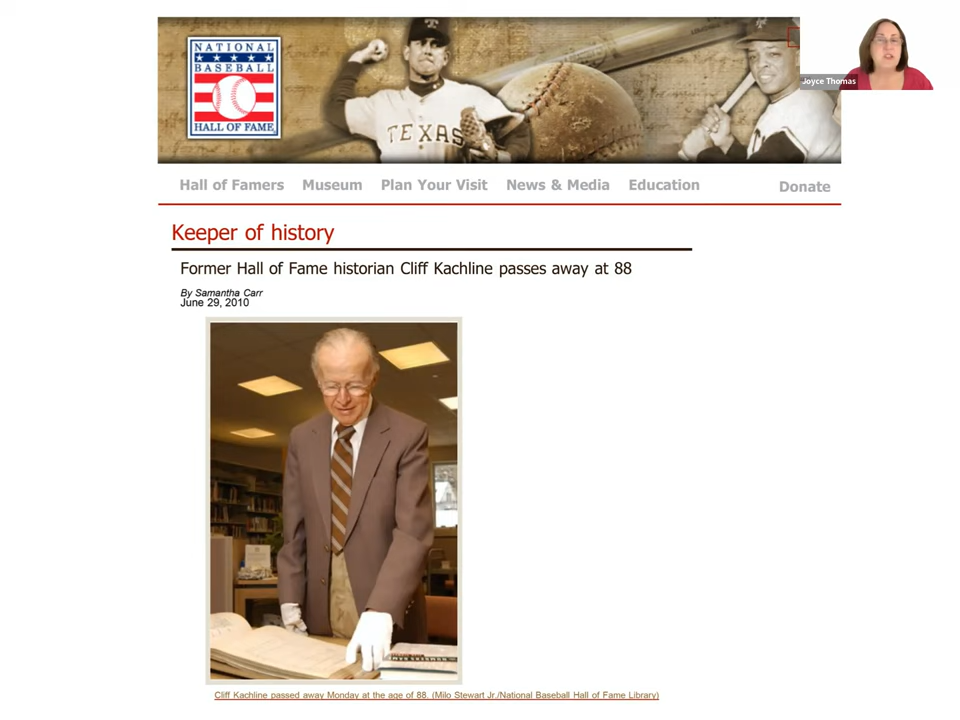 NATIONAL
BASEBALL
HALL OF FAME
TEXAS
Joyce Thomas
Hall of Famers Museum Plan Your Visit News & Media Education Donate
Keeper of history
Former Hall of Fame historian Cliff Kachline passes away at 88
By Samantha Carr
June 29, 2010
Cliff Kachline passed away Monday at the age of 88. (Milo Stewart Jr./National Baseball Hall of Fame Library)